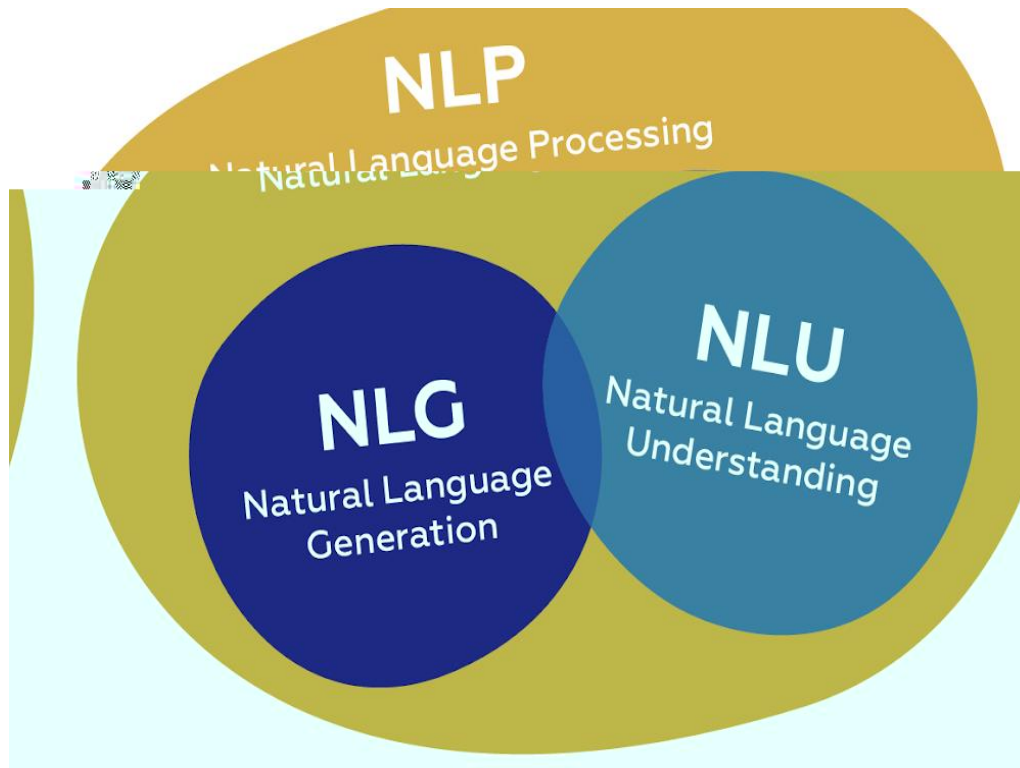 NLP
Natural Language Processing
NLG
Natural Language
Generation
NLU
Natural Language
Understanding